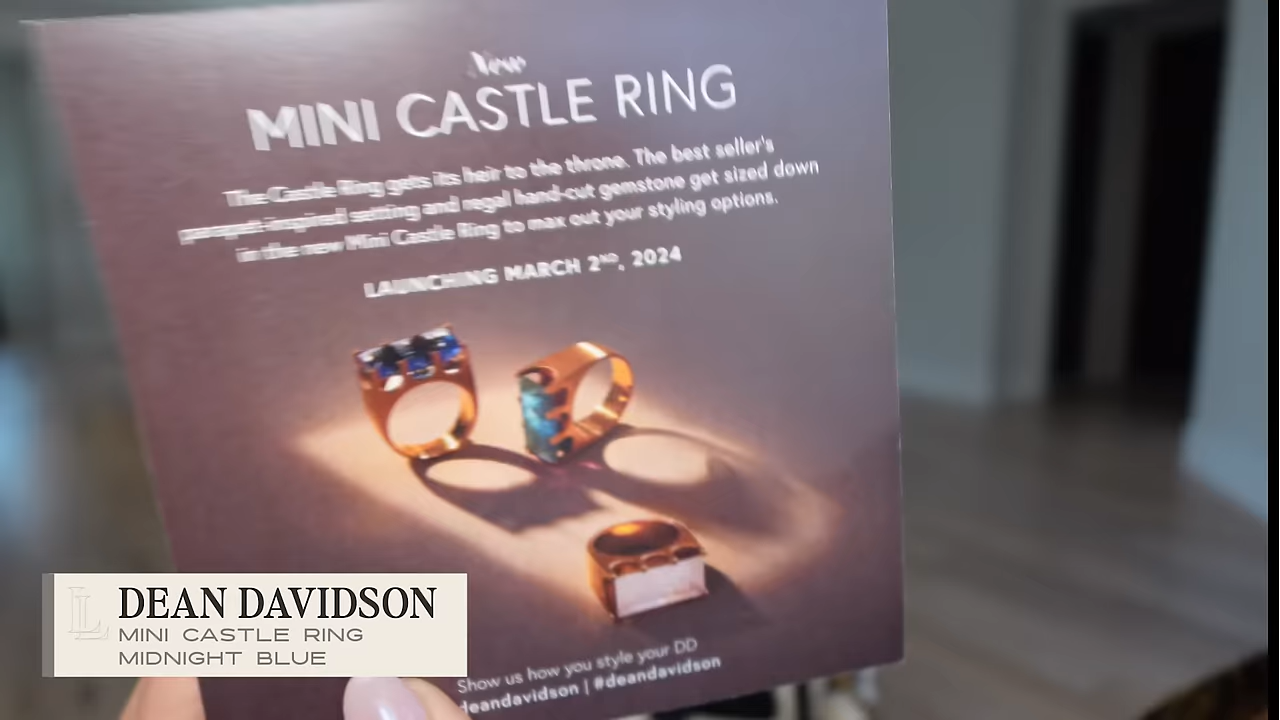 New
MINI CASTLE RING
The Castle Ring gets its heir to the throne. The best seller's
parapet-inspired setting and regal hand-cut gemstone get sized down
in the new Mini Castle Ring to max out your styling options.
LAUNCHING MARCH 2ND, 2024
Show us how you style your DD
deandavidson | #deandavidson
L L DEAN DAVIDSON
MINI CASTLE RING
MIDNIGHT BLUE